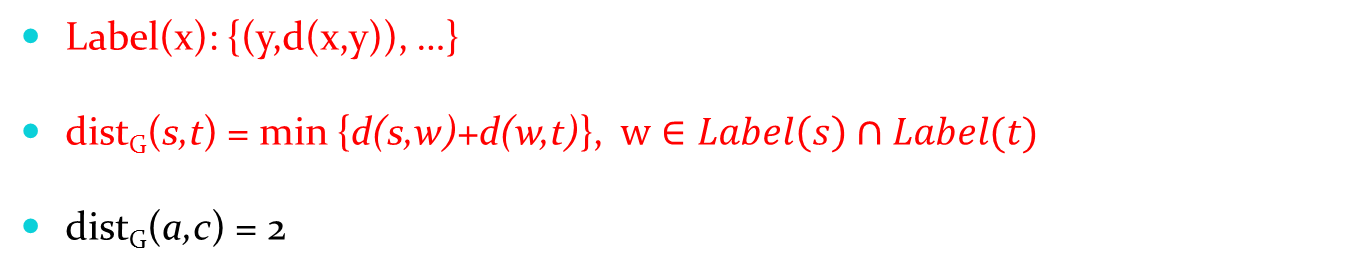 • Label(x): {(y,d(x,y)), ...}
• dist_G(s,t) = min {d(s,w)+d(w,t)}, w ∈ Label(s) ∩ Label(t)
• dist_G(a,c) = 2